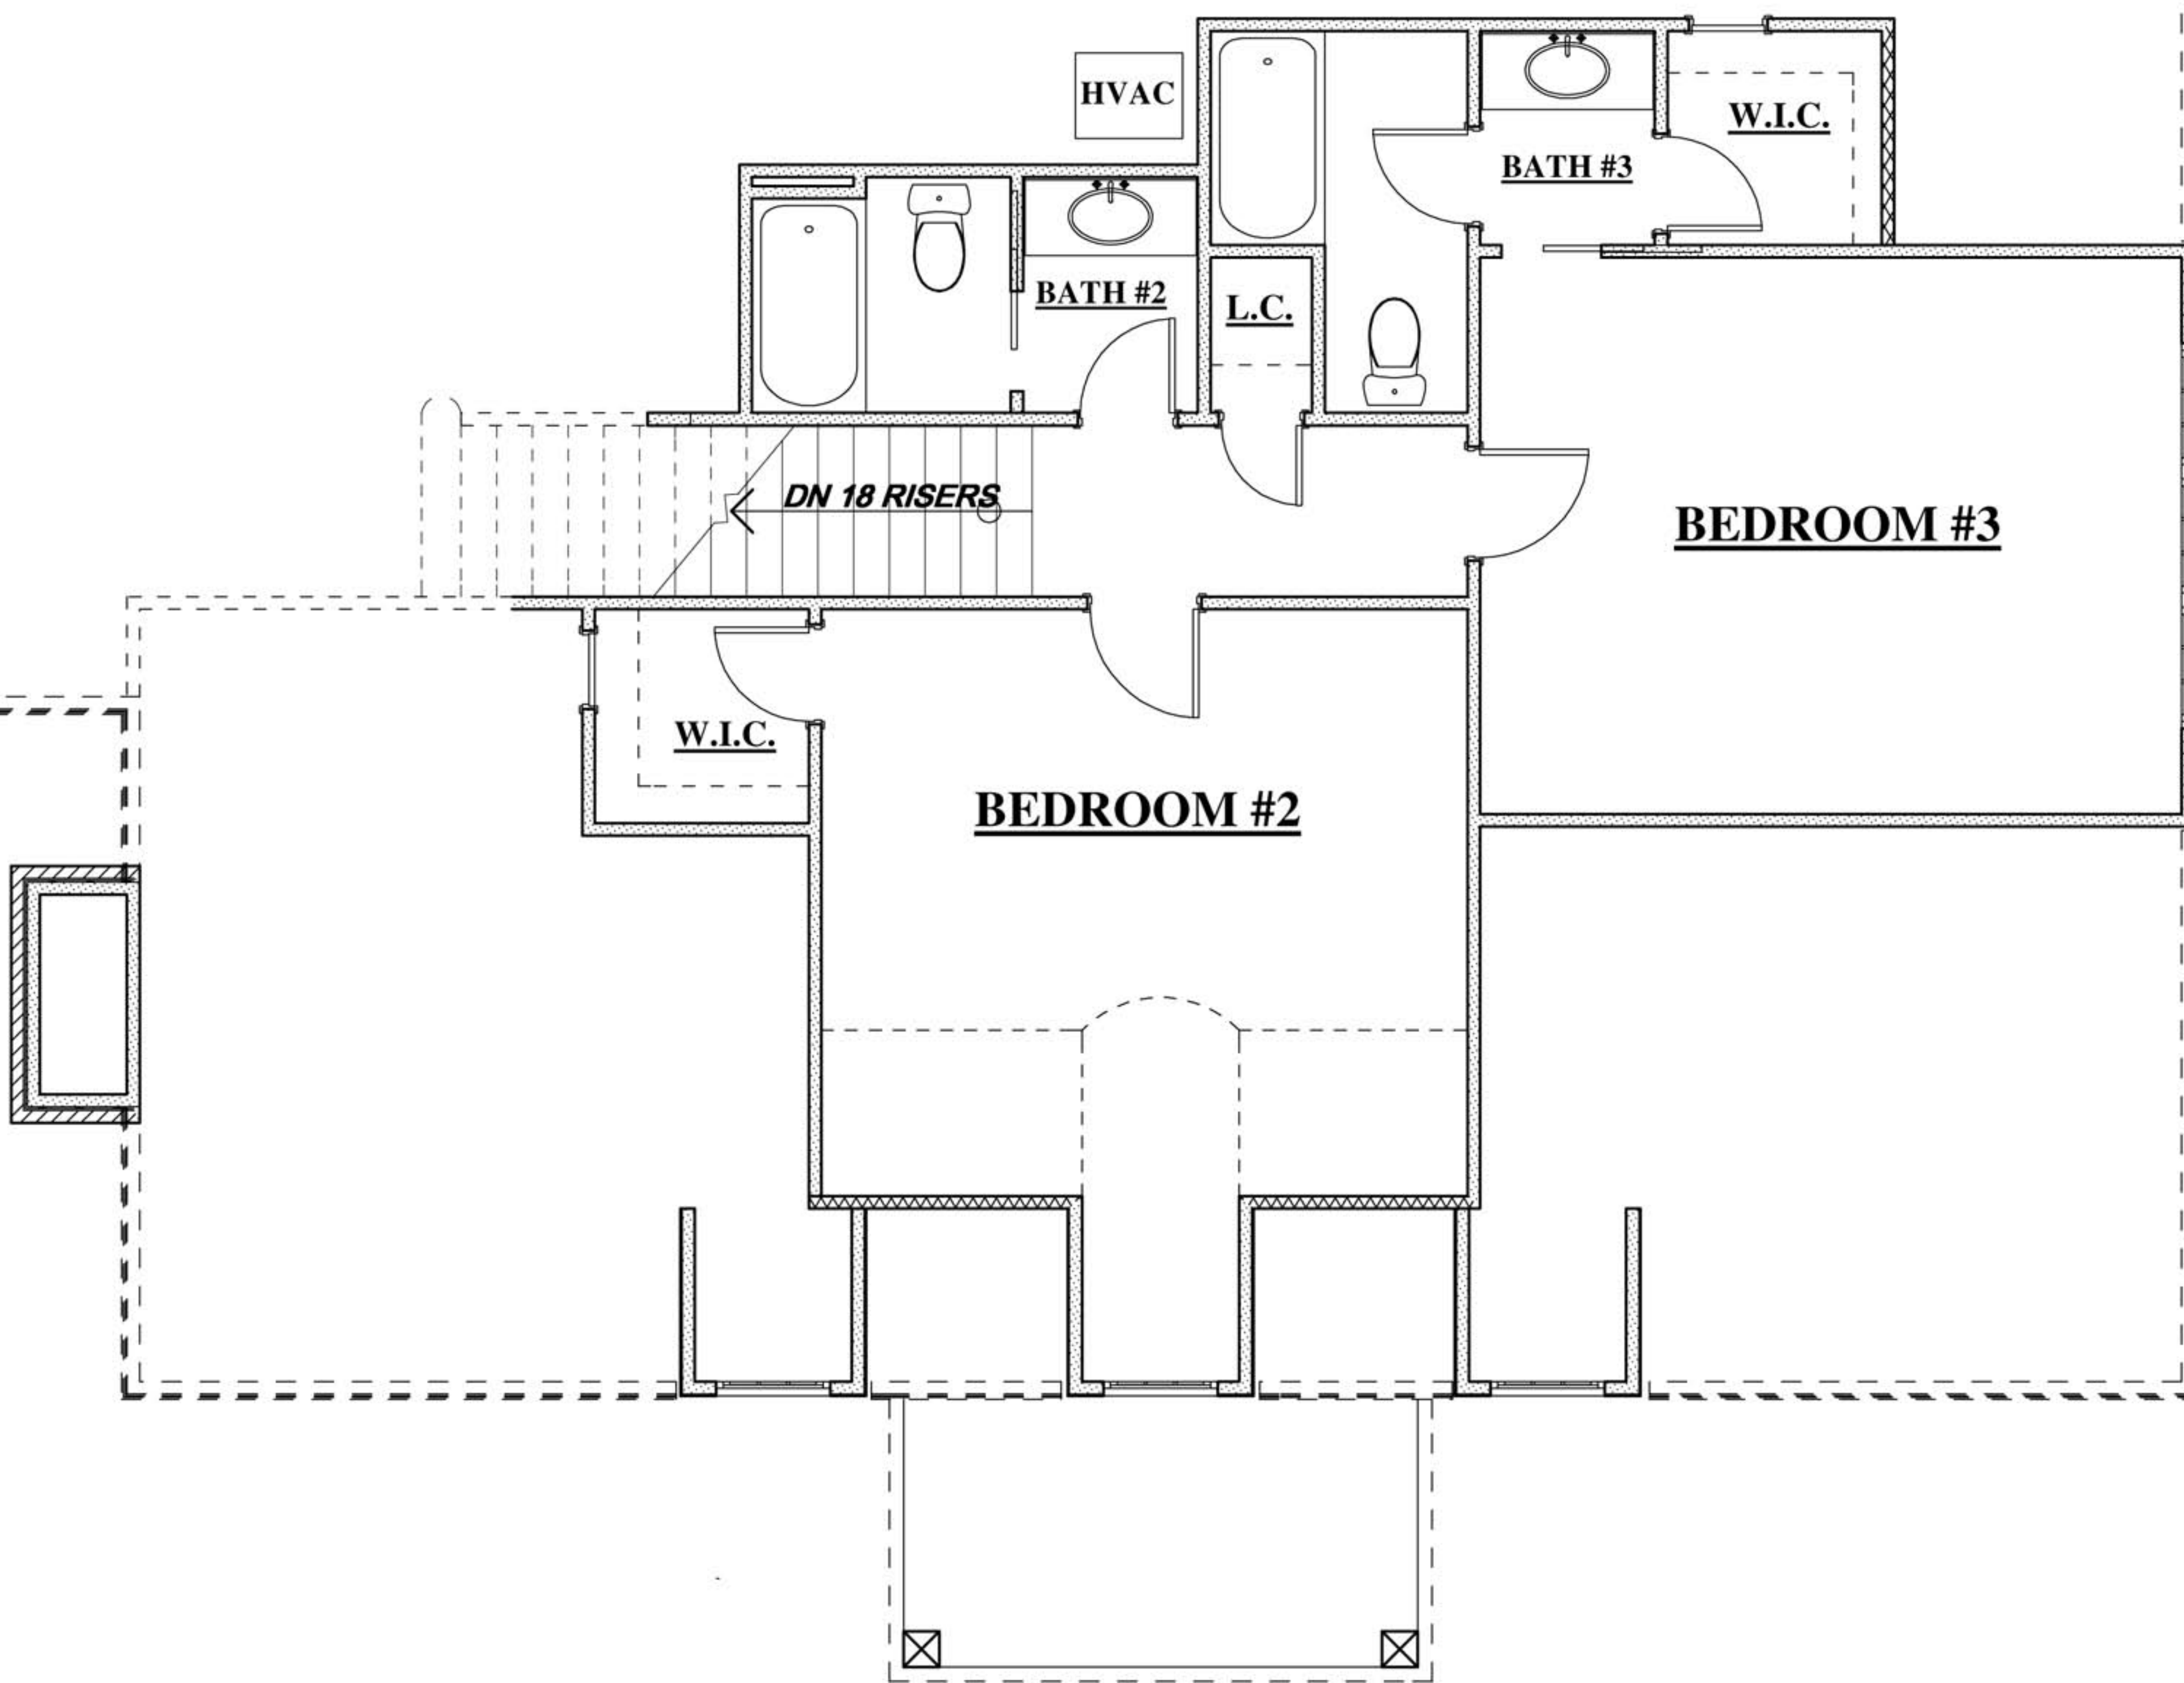 HVAC
W.I.C.
BATH #3
BATH #2
L.C.
DN 18 RISERS
BEDROOM #3
W.I.C.
BEDROOM #2